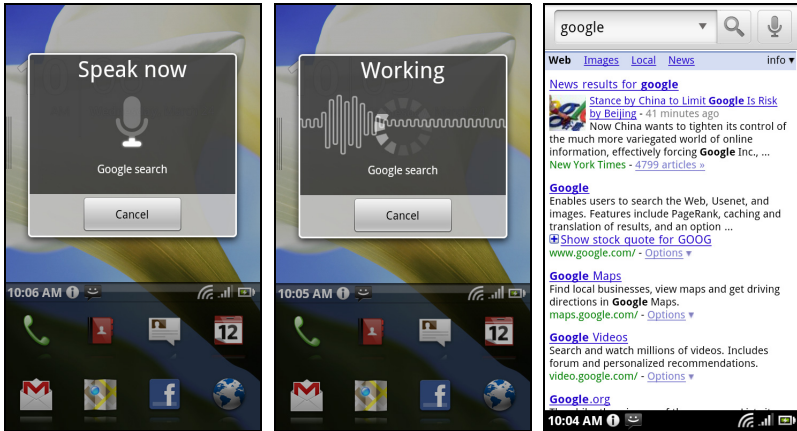 Speak now
Google search
Cancel
10:06 AM
12
Working
Google search
Cancel
10:05 AM
12
google
Web Images Local News info ▼
News results for google
Stance by China to Limit Google Is Risk
by Beijing - 41 minutes ago
Now China wants to tighten its control of
the much more variegated world of online
information, effectively forcing Google Inc., ...
New York Times - 4799 articles »
Google
Enables users to search the Web, Usenet, and
images. Features include PageRank, caching and
translation of results, and an option ...
Show stock quote for GOOG
www.google.com/ - Options ▼
Google Maps
Find local businesses, view maps and get driving
directions in Google Maps.
maps.google.com/ - Options ▼
Google Videos
Search and watch millions of videos. Includes
forum and personalized recommendations.
video.google.com/ - Options ▼
Google.org
10:04 AM